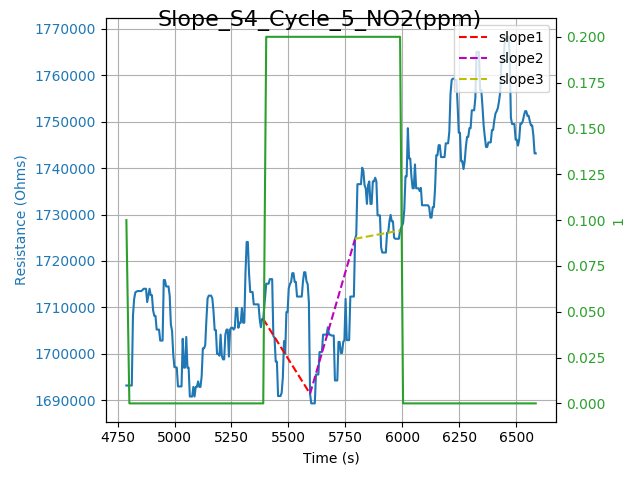 Slope_S4_Cycle_5_NO2(ppm)
slope1
slope2
slope3
Resistance (Ohms)
1770000
1760000
1750000
1740000
1730000
1720000
1710000
1700000
1690000
0.200
0.175
0.150
0.125
0.100
0.075
0.050
0.025
0.000
1
4750 5000 5250 5500 5750 6000 6250 6500
Time (s)